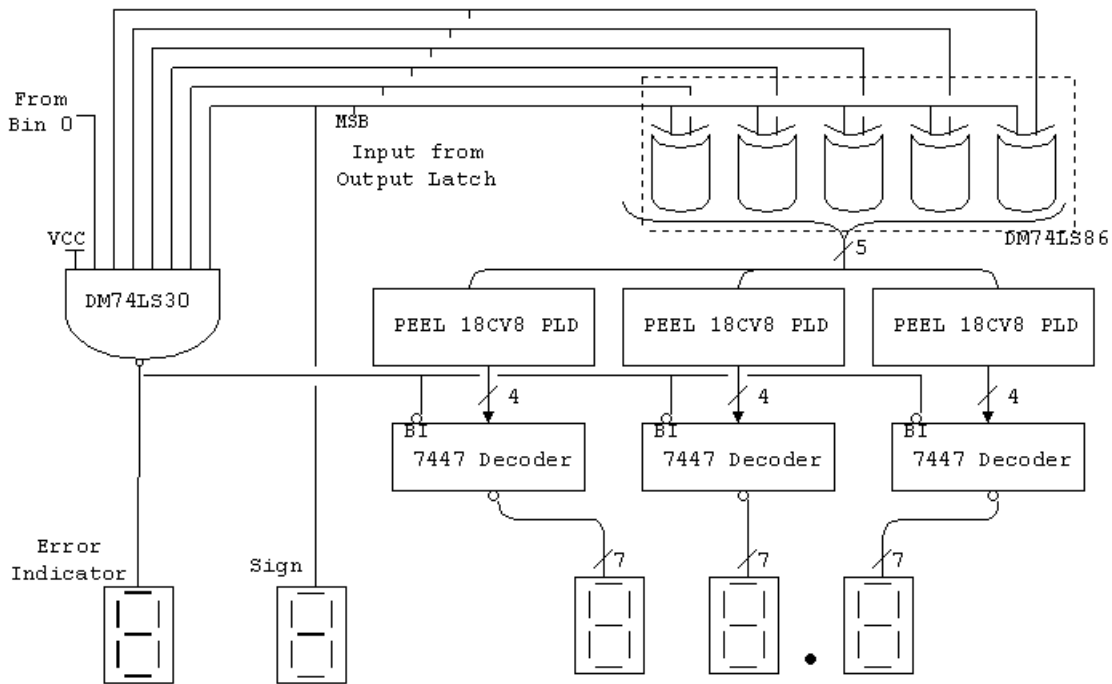 From
Bin 0
MSB
Input from
Output Latch
VCC
DM74LS86
5
DM74LS30
PEEL 18CV8 PLD
PEEL 18CV8 PLD
PEEL 18CV8 PLD
4
4
4
BI
BI
BI
7447 Decoder
7447 Decoder
7447 Decoder
Error
Indicator
Sign
7
7
7